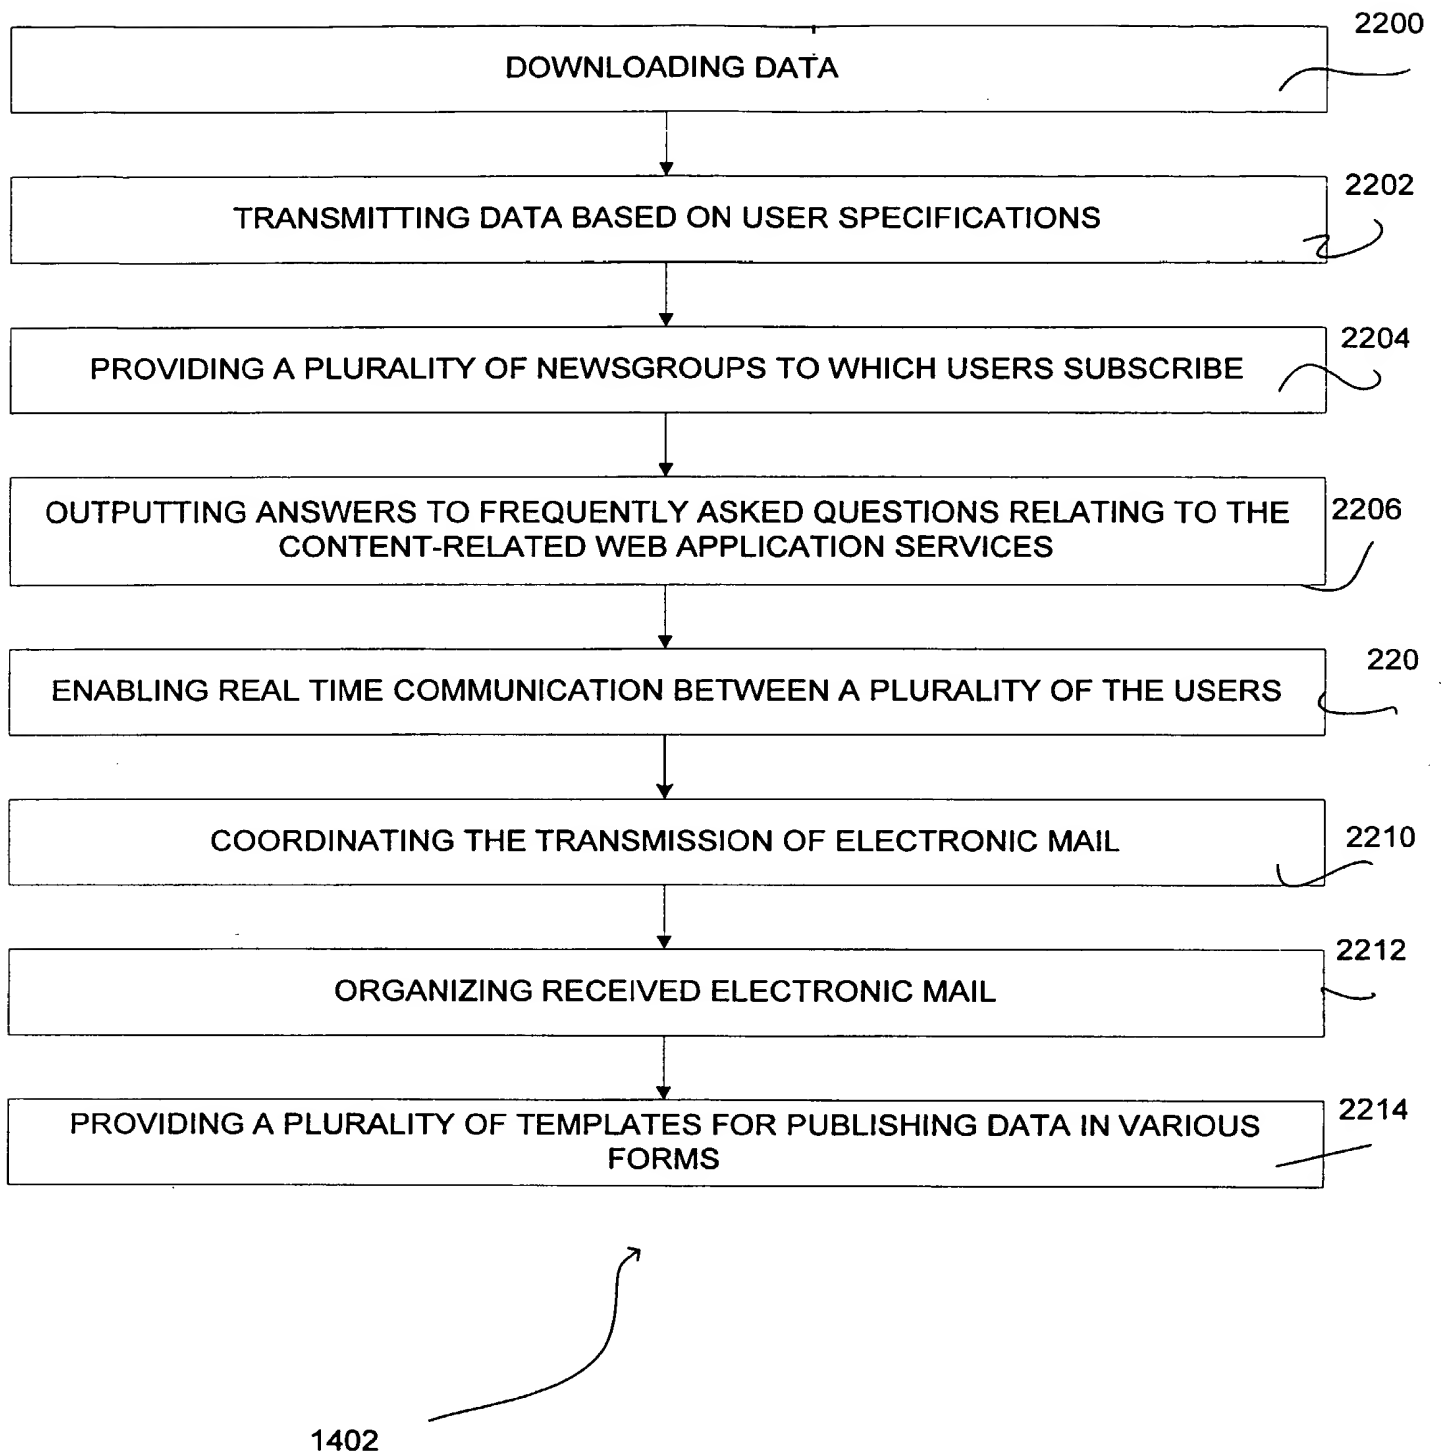 2200
DOWNLOADING DATA
2202
TRANSMITTING DATA BASED ON USER SPECIFICATIONS
2204
PROVIDING A PLURALITY OF NEWSGROUPS TO WHICH USERS SUBSCRIBE
2206
OUTPUTTING ANSWERS TO FREQUENTLY ASKED QUESTIONS RELATING TO THE
CONTENT-RELATED WEB APPLICATION SERVICES
220
ENABLING REAL TIME COMMUNICATION BETWEEN A PLURALITY OF THE USERS
2210
COORDINATING THE TRANSMISSION OF ELECTRONIC MAIL
2212
ORGANIZING RECEIVED ELECTRONIC MAIL
2214
PROVIDING A PLURALITY OF TEMPLATES FOR PUBLISHING DATA IN VARIOUS
FORMS
1402